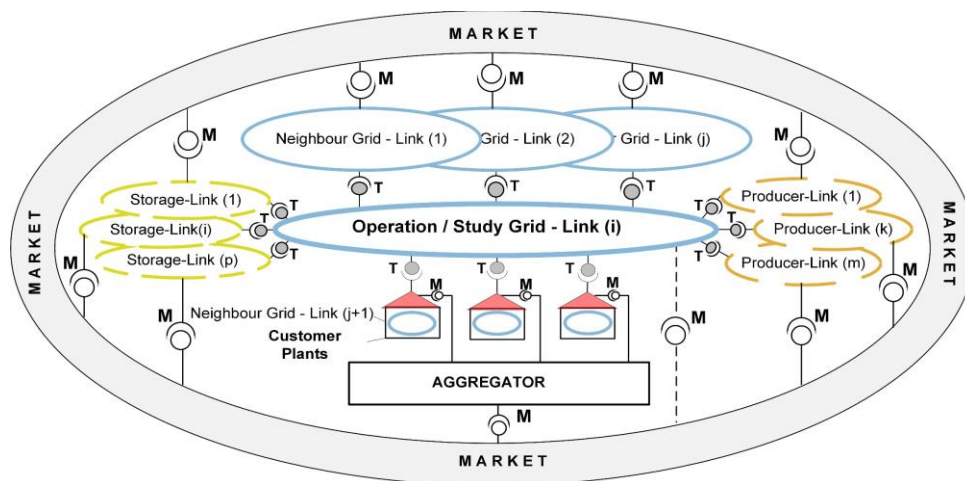 MARKET
M
M
M
Neighbour Grid - Link (1)
Grid - Link (2)
r Grid - Link (j)
M
M
T
T
T
Storage-Link (1)
T
Storage-Link(i)
T
Storage-Link (p)
T
Operation / Study Grid - Link (i)
T
Producer-Link (1)
T
Producer-Link (k)
T
Producer-Link (m)
MARKET
MARKET
M
M
T
T
T
M
M
M
Neighbour Grid - Link (j+1)
Customer
Plants
M
M
M
AGGREGATOR
M
MARKET